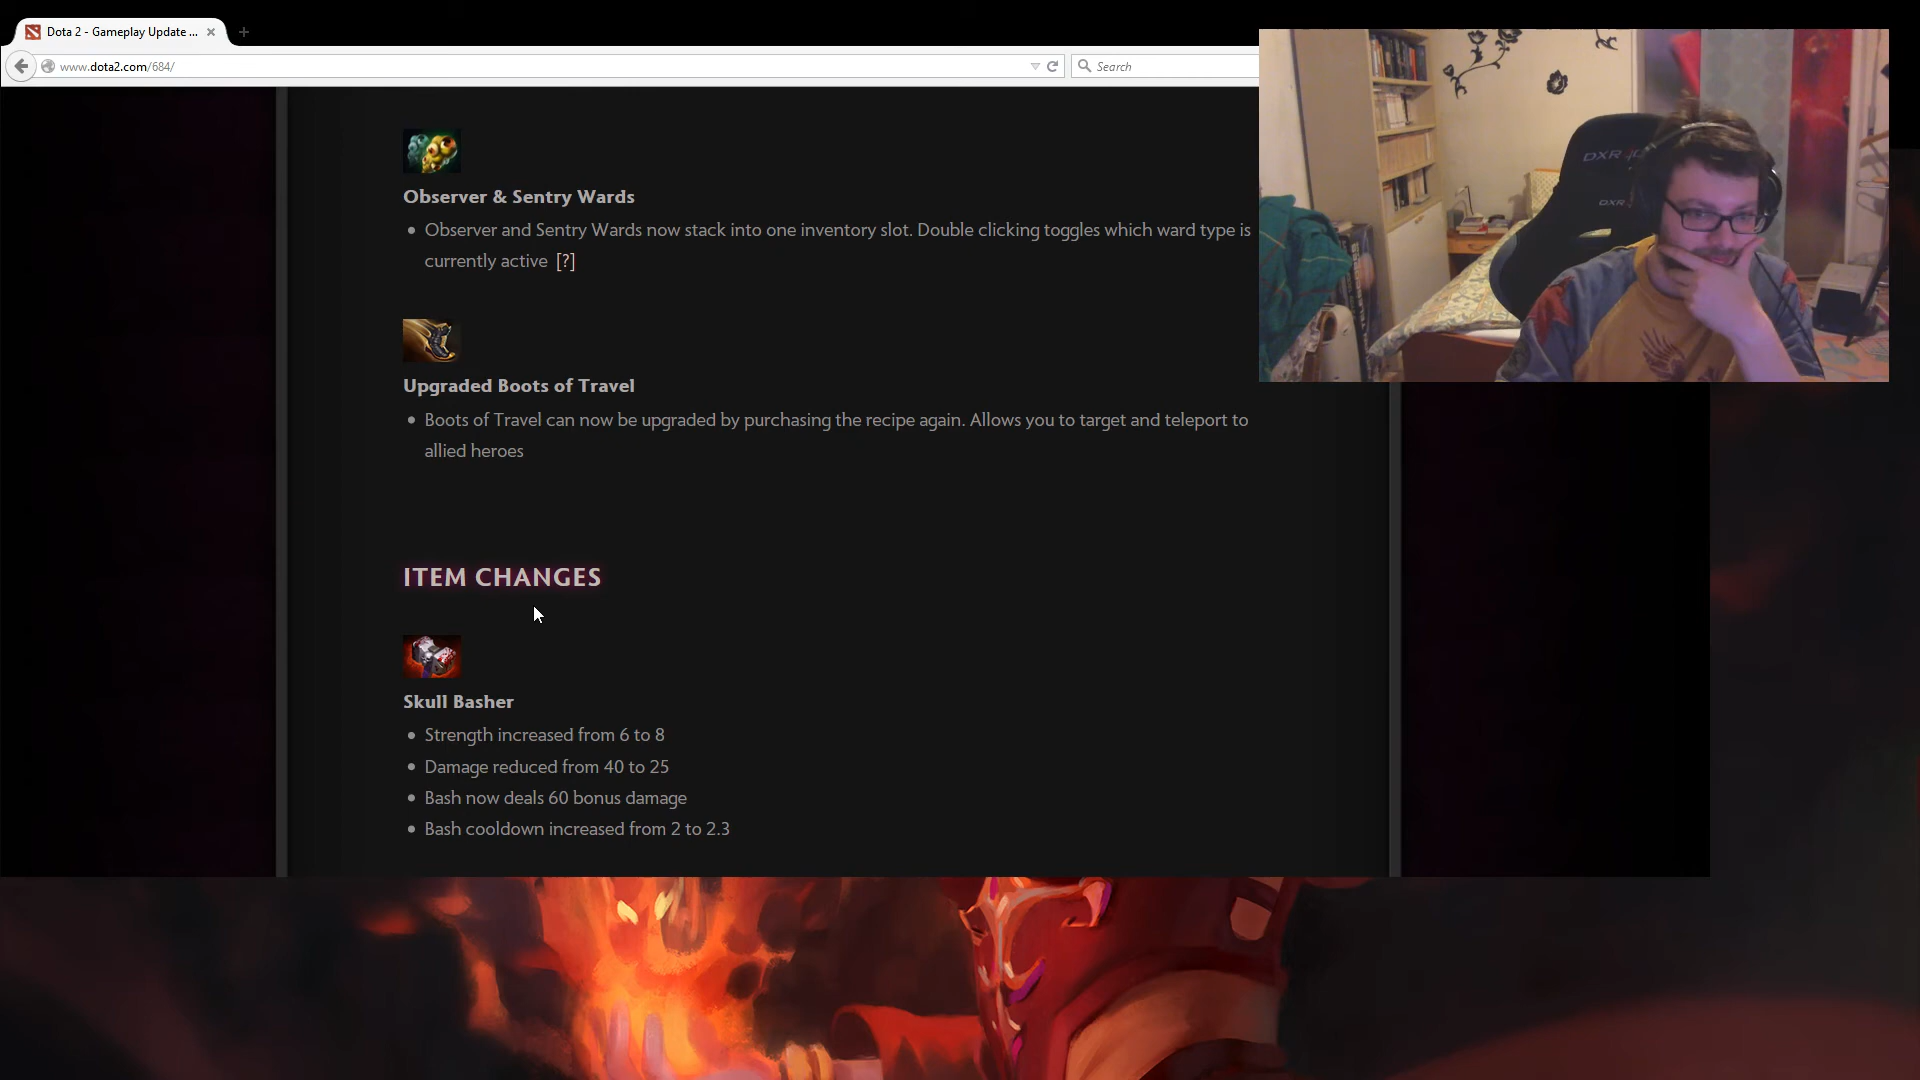 Dota 2 - Gameplay Update ...
www.dota2.com/684/
Search
Observer & Sentry Wards
• Observer and Sentry Wards now stack into one inventory slot. Double clicking toggles which ward type is
currently active [?]
Upgraded Boots of Travel
• Boots of Travel can now be upgraded by purchasing the recipe again. Allows you to target and teleport to
allied heroes
ITEM CHANGES
Skull Basher
• Strength increased from 6 to 8
• Damage reduced from 40 to 25
• Bash now deals 60 bonus damage
• Bash cooldown increased from 2 to 2.3
DXR
DXR